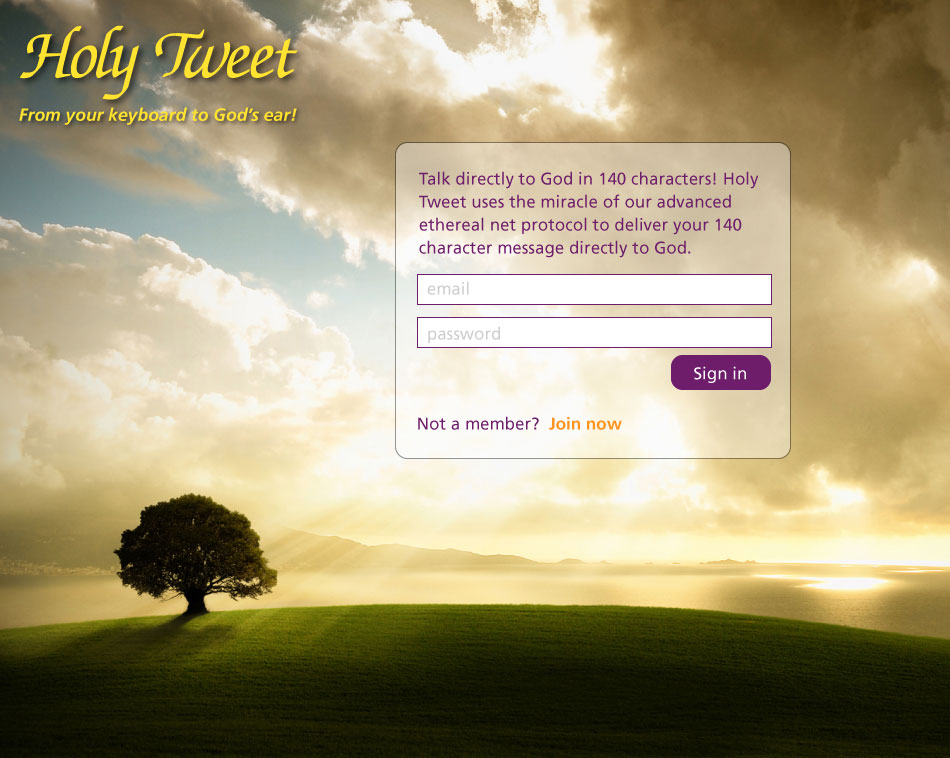 Holy Tweet
From your keyboard to God's ear!
Talk directly to God in 140 characters! Holy
Tweet uses the miracle of our advanced
ethereal net protocol to deliver your 140
character message directly to God.
email
password
Sign in
Not a member? Join now